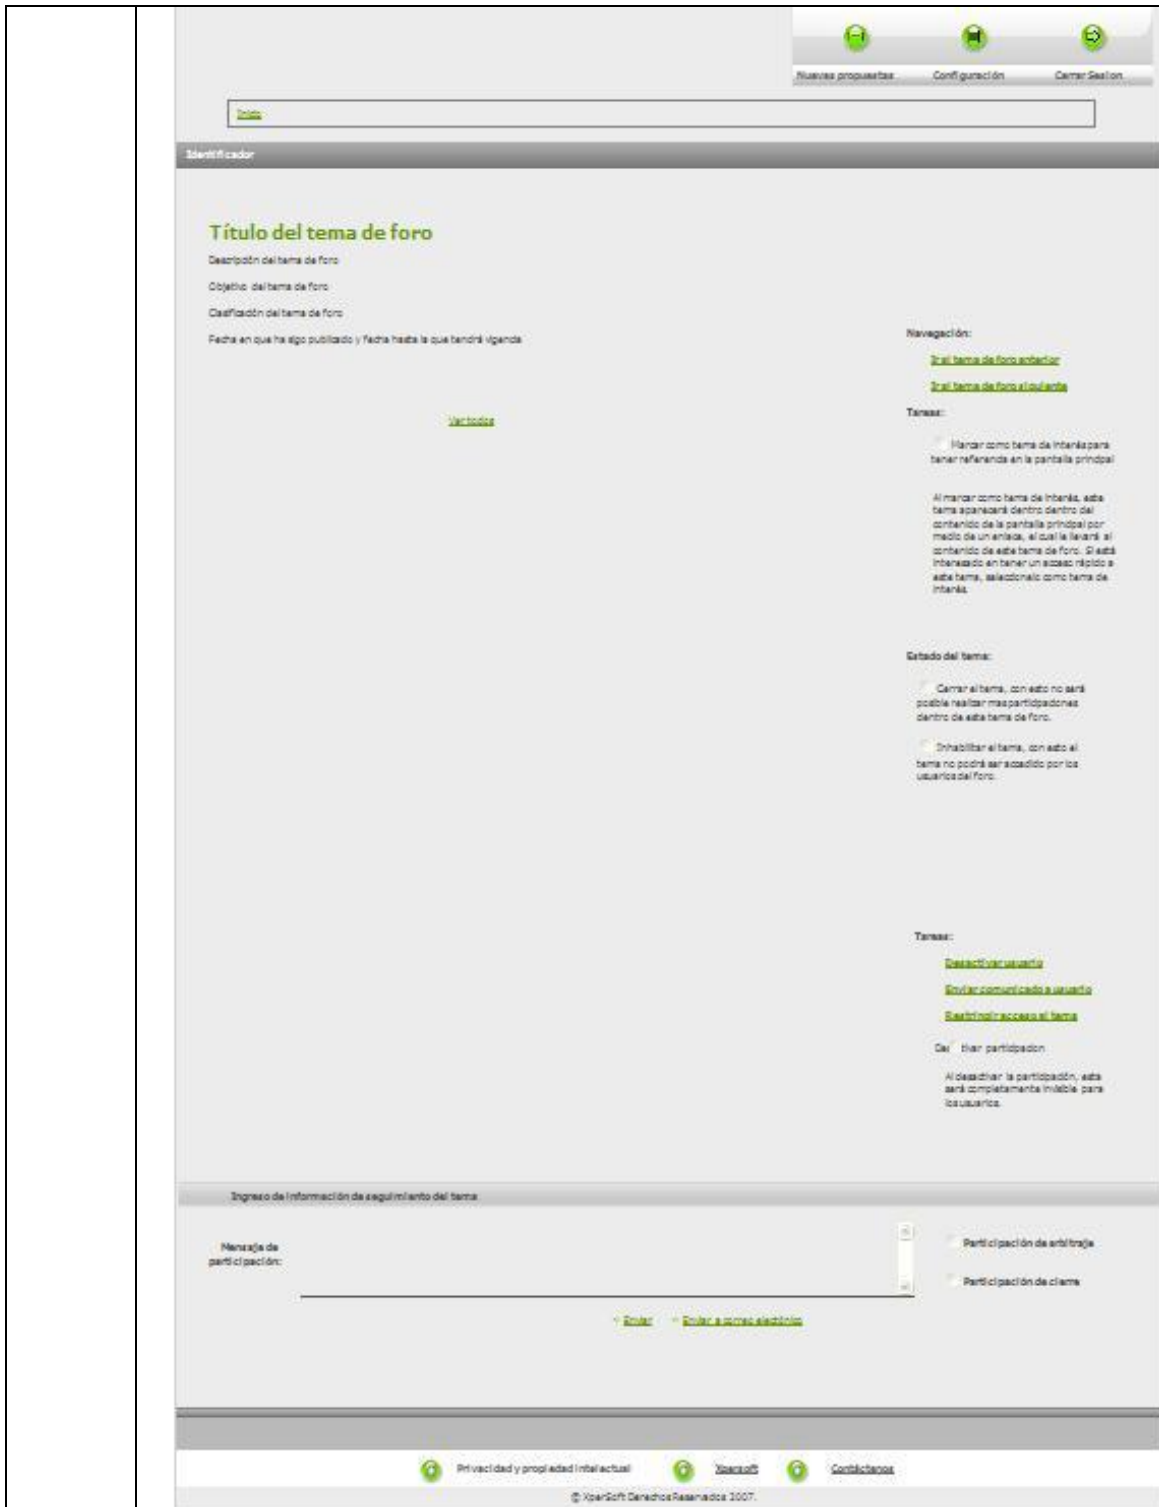 Nuevas propuestas Configuración Cerrar Sesion
Inicio
Identificador
Título del tema de foro
Descripción del tema de foro
Objetivo del tema de foro
Clasificación del tema de foro
Fecha en que ha sigo publicado y fecha hasta la que tendrá vigencia
Ver todos
Navegación:
Ir al tema de foro anterior
Ir al tema de foro siguiente
Tareas:
Marcar como tema de interés para
tener referencia en la pantalla principal
Al marcar como tema de interés, este
tema aparecerá dentro dentro del
contenido de la pantalla principal por
medio de un enlace, el cual le llevará al
contenido de este tema de foro. Si está
interesado en tener un acceso rápido a
este tema, selecciónelo como tema de
interés.
Estado del tema:
Cerrar el tema, con esto no será
posible realizar mas participaciones
dentro de este tema de foro.
Inhabilitar el tema, con esto el
tema no podrá ser accedido por los
usuarios del foro.
Tareas:
Desactivar usuario
Enviar comunicado a usuario
Restringir acceso al tema
Des tivar participacion
Al desactivar la participación, esta
será completamente invisible para
los usuarios.
Ingreso de información de seguimiento del tema
Mensaje de
participación:
Participación de arbitraje
Participación de cierre
Enviar Enviar a correo electrónico
Privacidad y propiedad intelectual Xpersoft Contáctanos
© XperSoft Derechos Reservados 2007.